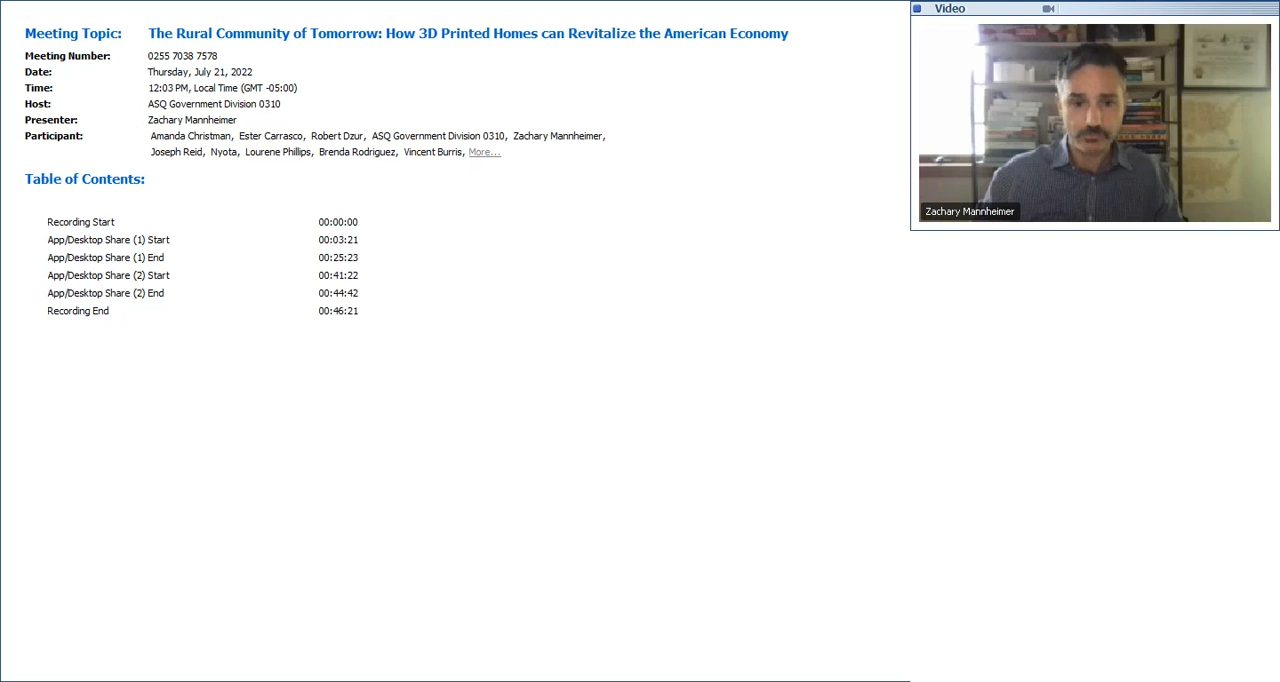 Meeting Topic: The Rural Community of Tomorrow: How 3D Printed Homes can Revitalize the American Economy
Meeting Number: 0255 7038 7578
Date: Thursday, July 21, 2022
Time: 12:03 PM, Local Time (GMT -05:00)
Host: ASQ Government Division 0310
Presenter: Zachary Mannheimer
Participant: Amanda Christman, Ester Carrasco, Robert Dzur, ASQ Government Division 0310, Zachary Mannheimer,
Joseph Reid, Nyota, Lourene Phillips, Brenda Rodriguez, Vincent Burris, More...
Table of Contents:
Recording Start 00:00:00
App/Desktop Share (1) Start 00:03:21
App/Desktop Share (1) End 00:25:23
App/Desktop Share (2) Start 00:41:22
App/Desktop Share (2) End 00:44:42
Recording End 00:46:21
Video
Zachary Mannheimer